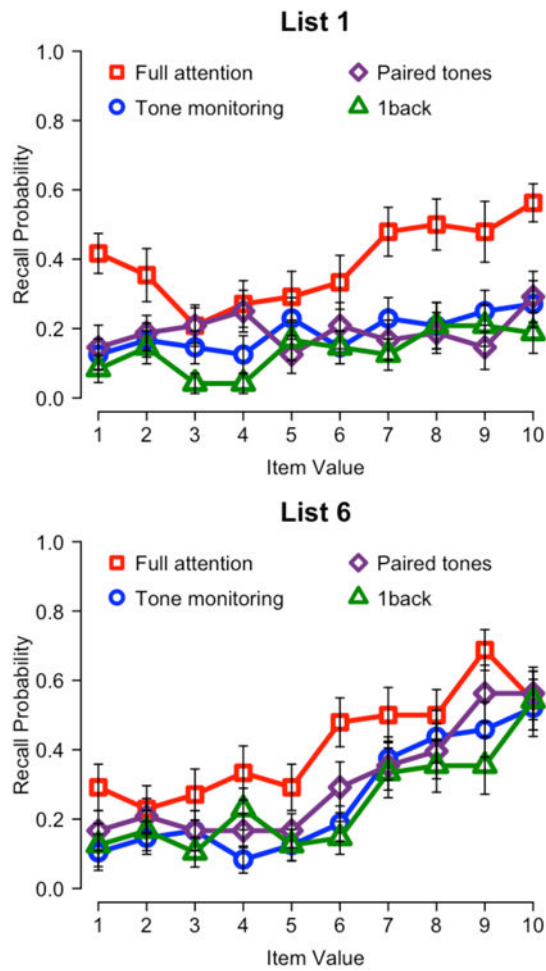 List 1
1.0
Full attention
Paired tones
Tone monitoring
1back
0.8
0.6
0.4
0.2
0.0
Recall Probability
1 2 3 4 5 6 7 8 9 10
Item Value
List 6
1.0
Full attention
Paired tones
Tone monitoring
1back
0.8
0.6
0.4
0.2
0.0
Recall Probability
1 2 3 4 5 6 7 8 9 10
Item Value